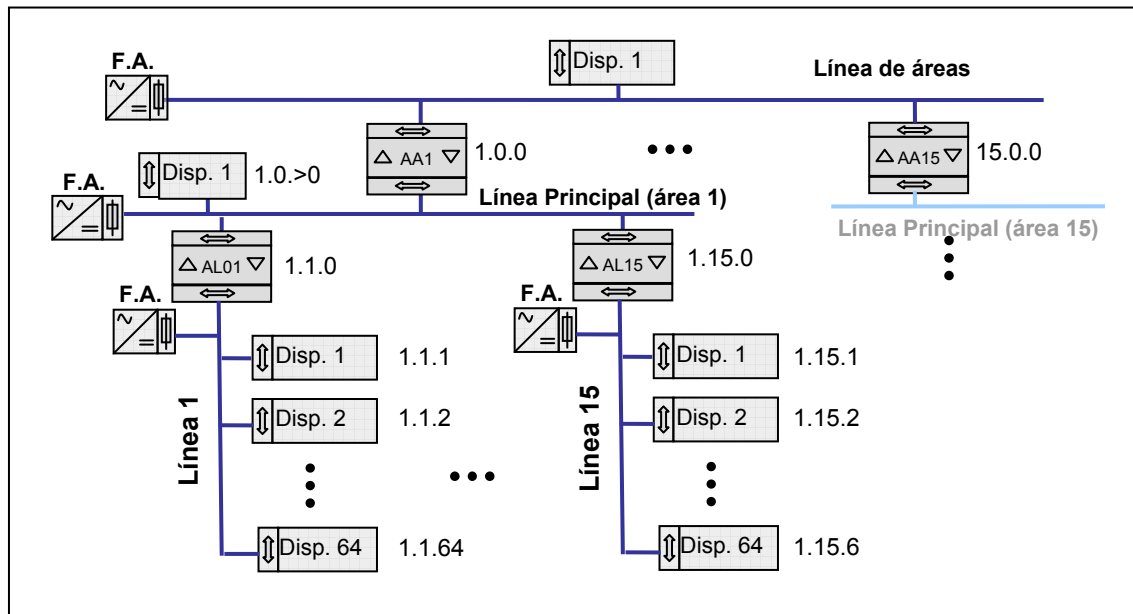 Disp. 1
F.A.
Línea de áreas
AA1
1.0.0
AA15
15.0.0
Disp. 1
1.0.>0
F.A.
Línea Principal (área 1)
Línea Principal (área 15)
AL01
1.1.0
AL15
1.15.0
F.A.
F.A.
Disp. 1
1.1.1
Disp. 1
1.15.1
Línea 1
Disp. 2
1.1.2
Línea 15
Disp. 2
1.15.2
Disp. 64
1.1.64
Disp. 64
1.15.6